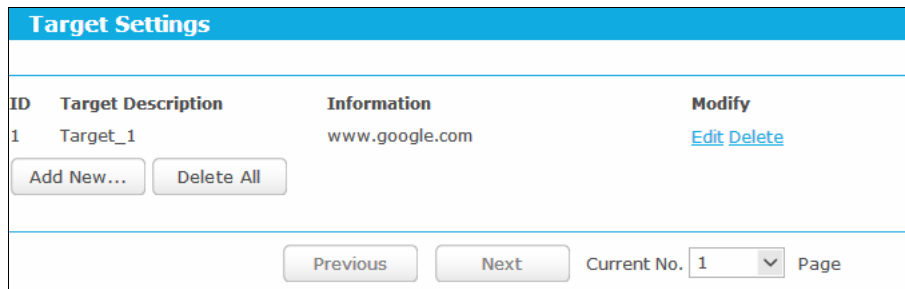 Target Settings
ID Target Description Information Modify
1 Target_1 www.google.com Edit Delete
Add New... Delete All
Previous Next Current No. 1 Page